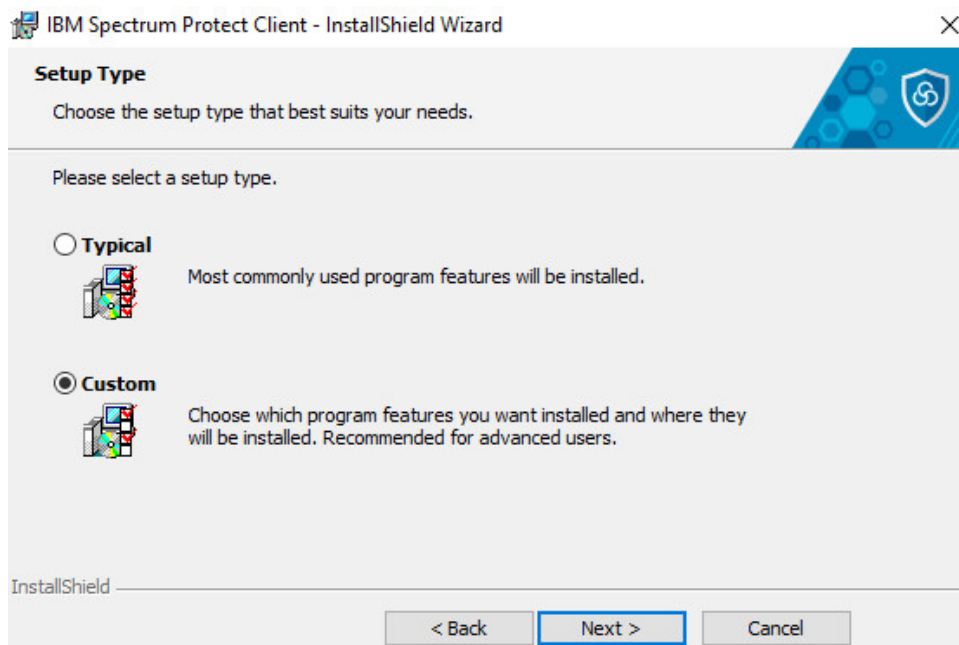 IBM Spectrum Protect Client - InstallShield Wizard
Setup Type
Choose the setup type that best suits your needs.
Please select a setup type.
Typical
Most commonly used program features will be installed.
Custom
Choose which program features you want installed and where they
will be installed. Recommended for advanced users.
InstallShield
< Back
Next >
Cancel